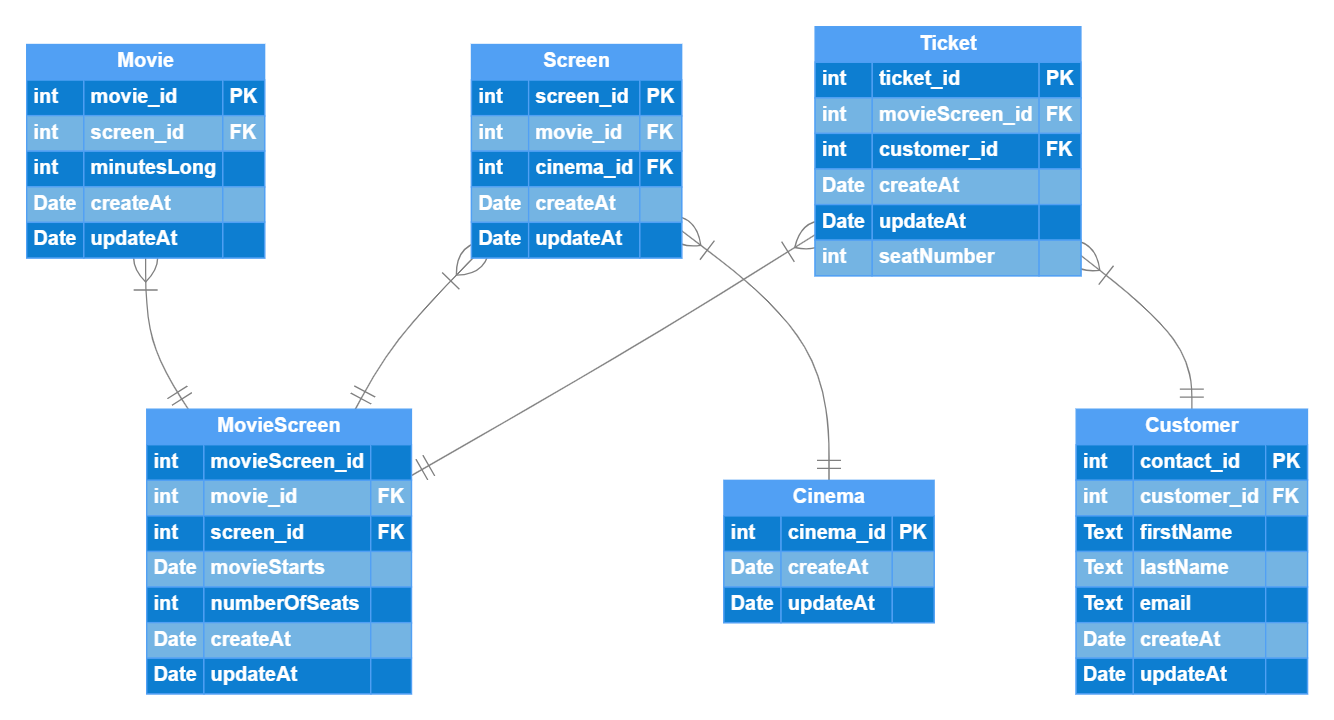 Movie
int movie_id PK
int screen_id FK
int minutesLong
Date createAt
Date updateAt
Screen
int screen_id PK
int movie_id FK
int cinema_id FK
Date createAt
Date updateAt
Ticket
int ticket_id PK
int movieScreen_id FK
int customer_id FK
Date createAt
Date updateAt
int seatNumber
MovieScreen
int movieScreen_id
int movie_id FK
int screen_id FK
Date movieStarts
int numberOfSeats
Date createAt
Date updateAt
Cinema
int cinema_id PK
Date createAt
Date updateAt
Customer
int contact_id PK
int customer_id FK
Text firstName
Text lastName
Text email
Date createAt
Date updateAt